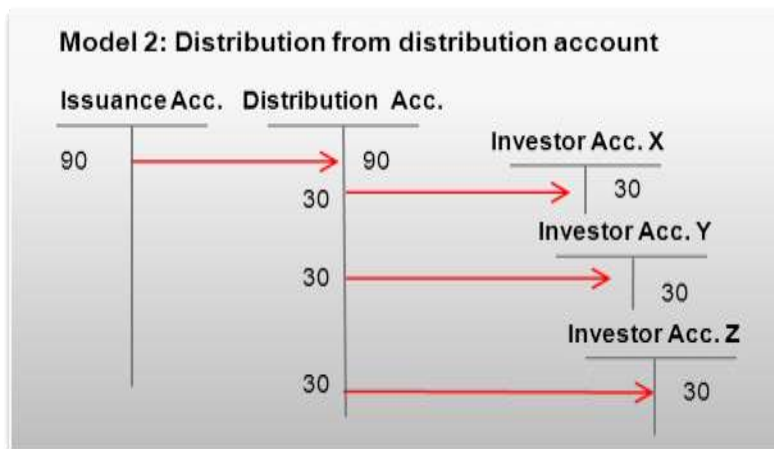 Model 2: Distribution from distribution account
Issuance Acc. Distribution Acc.
Investor Acc. X
90 90
30 30
Investor Acc. Y
30 30
Investor Acc. Z
30 30